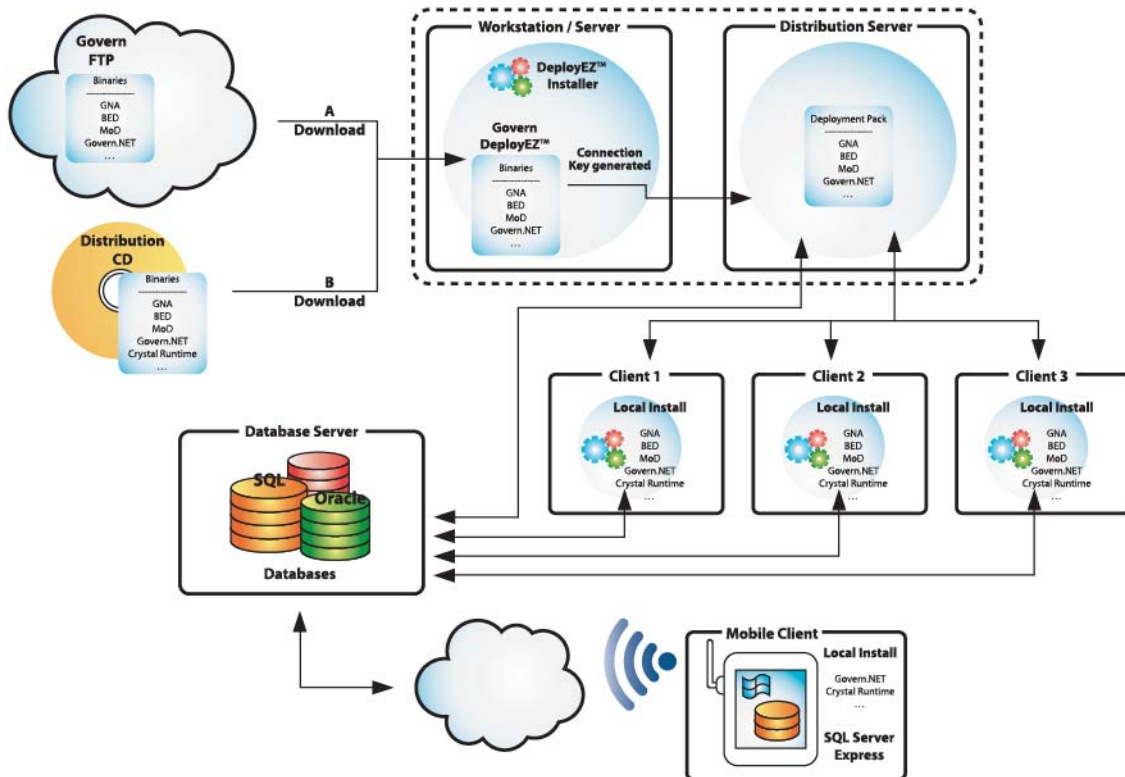 Govern
FTP
Binaries
--------------------
GNA
BED
MoD
Govern.NET
...
A
Download
Distribution
CD
Binaries
--------------------
GNA
BED
MoD
Govern.NET
Crystal Runtime
...
B
Download
Workstation / Server
DeployEZ™
Installer
Govern
DeployEZ™
Binaries
--------------------
GNA
BED
MoD
Govern.NET
...
Connection
Key generated
Distribution Server
Deployment Pack
--------------------
GNA
BED
MoD
Govern.NET
...
Client 1
Local Install
GNA
BED
MoD
Govern.NET
Crystal Runtime
...
Client 2
Local Install
GNA
BED
MoD
Govern.NET
Crystal Runtime
...
Client 3
Local Install
GNA
BED
MoD
Govern.NET
Crystal Runtime
...
Database Server
SQL
Oracle
Databases
Mobile Client
Local Install
Govern.NET
Crystal Runtime
...
SQL Server
Express